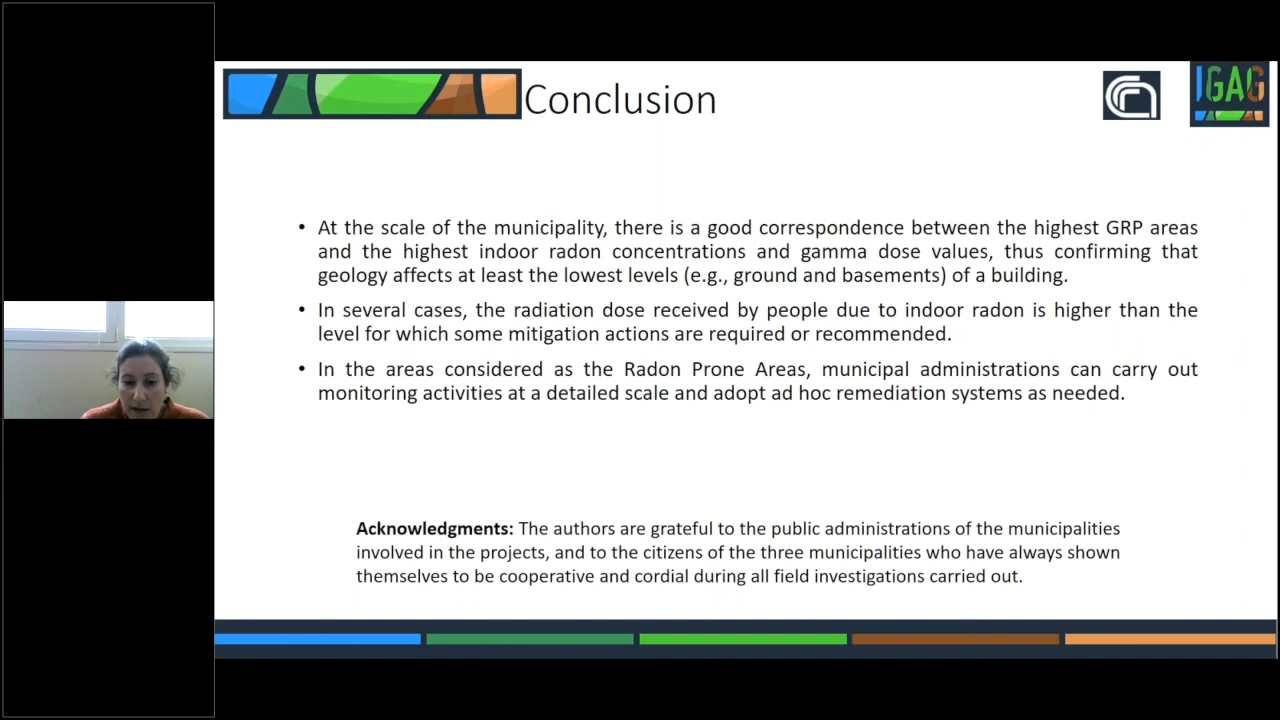 Conclusion
IGAG
• At the scale of the municipality, there is a good correspondence between the highest GRP areas
and the highest indoor radon concentrations and gamma dose values, thus confirming that
geology affects at least the lowest levels (e.g., ground and basements) of a building.
• In several cases, the radiation dose received by people due to indoor radon is higher than the
level for which some mitigation actions are required or recommended.
• In the areas considered as the Radon Prone Areas, municipal administrations can carry out
monitoring activities at a detailed scale and adopt ad hoc remediation systems as needed.
Acknowledgments: The authors are grateful to the public administrations of the municipalities
involved in the projects, and to the citizens of the three municipalities who have always shown
themselves to be cooperative and cordial during all field investigations carried out.